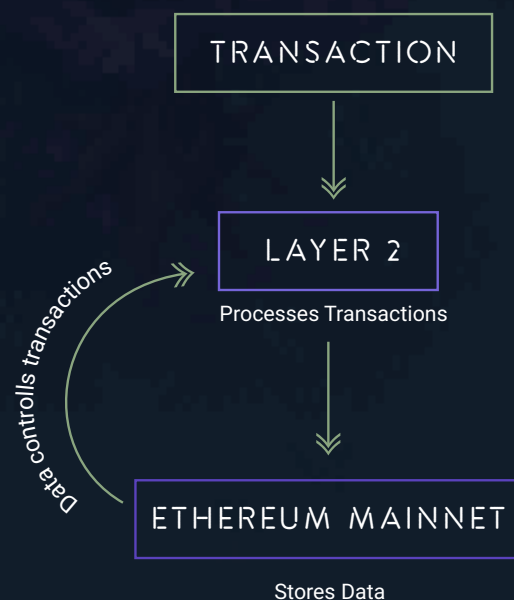 TRANSACTION
LAYER 2
Processes Transactions
Data controlls transactions
ETHEREUM MAINNET
Stores Data